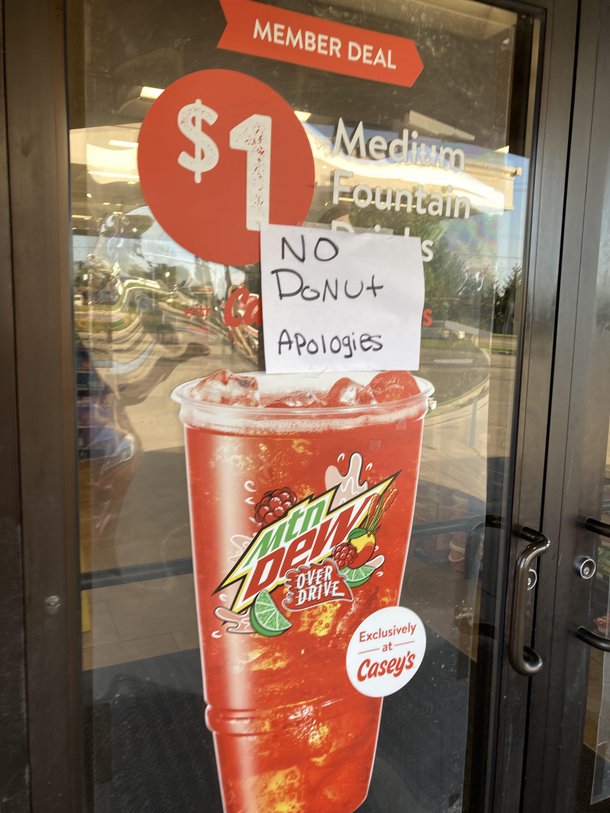 MEMBER DEAL
$1
Medium
Fountain
NO
DONUt
APologies
mtn
DEW
OVER
DRIVE
Exclusively
at
Casey's